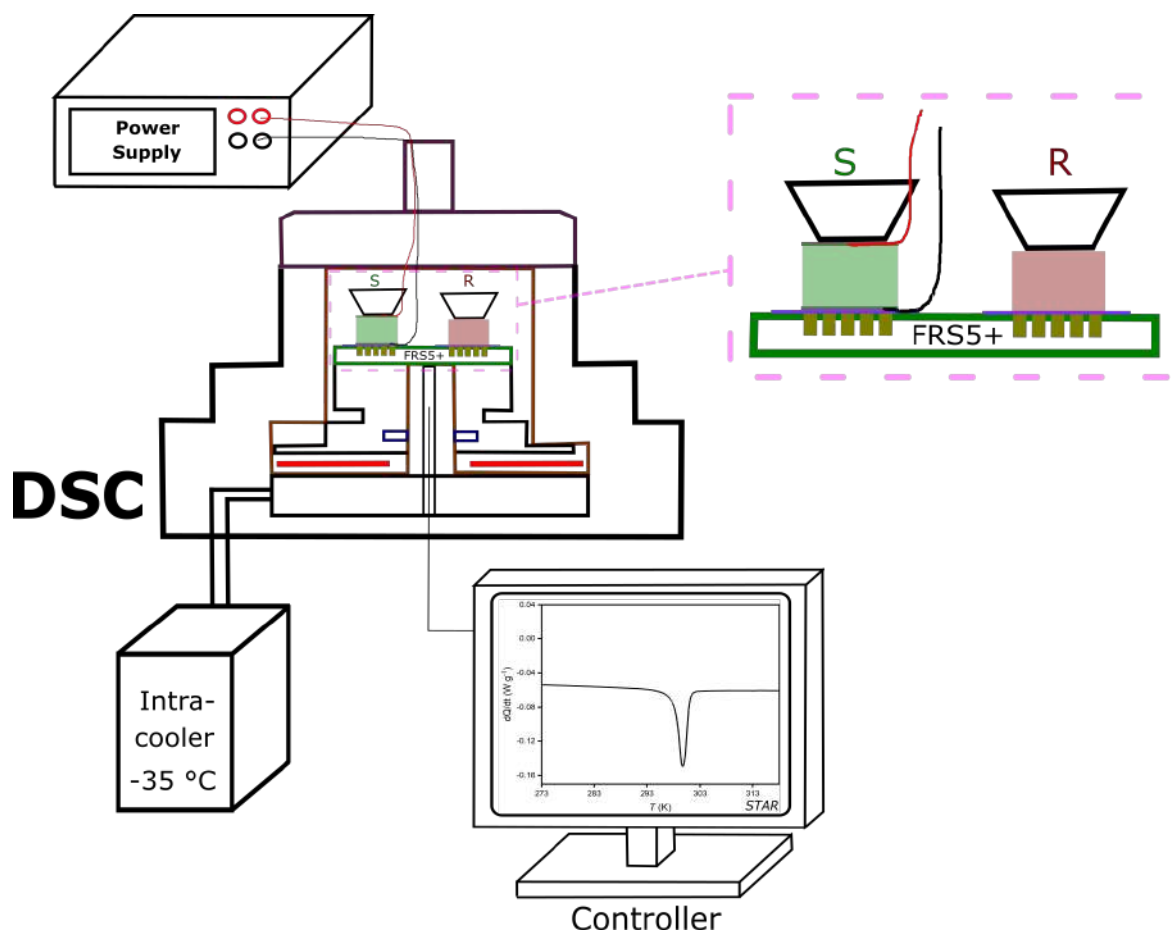 Power
Supply
S
R
FRS5+
S
R
FRS5+
DSC
Intra-
cooler
-35 °C
0.04
0.00
-0.04
-0.08
-0.12
-0.16
dQ/dt (W g⁻¹)
273
283
293
303
313
T (K)
STAR
Controller